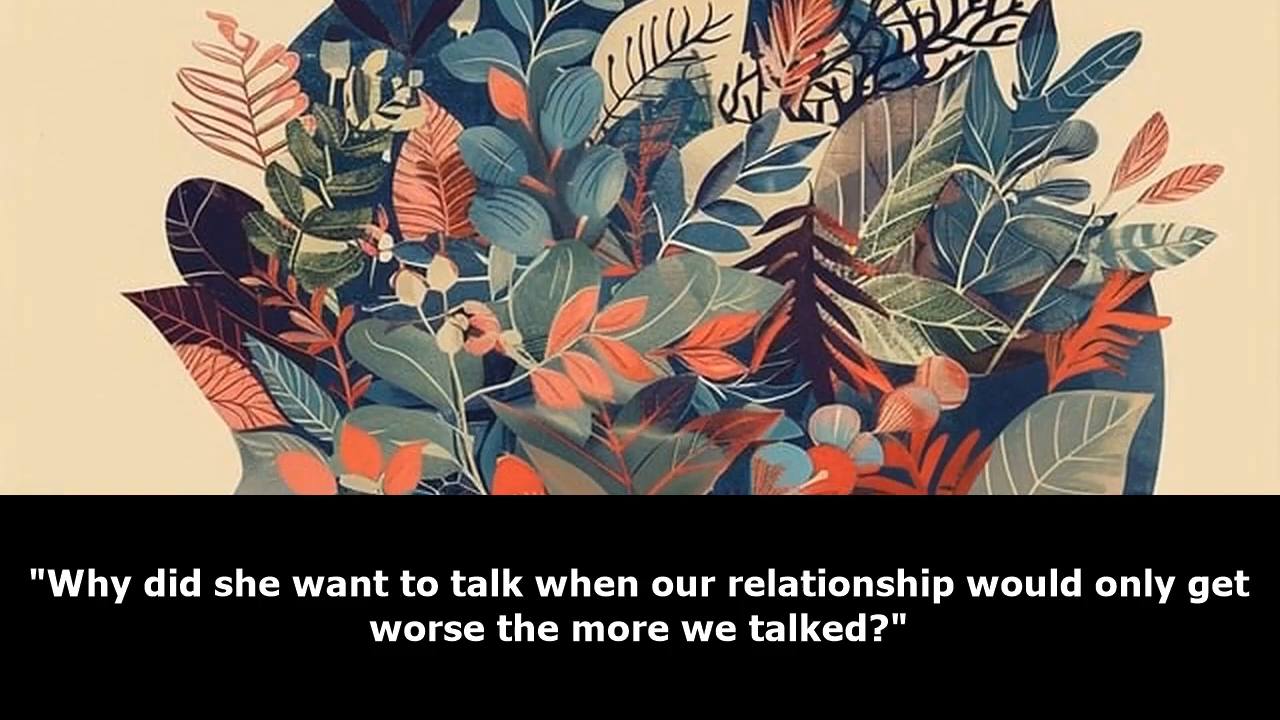 "Why did she want to talk when our relationship would only get
worse the more we talked?"